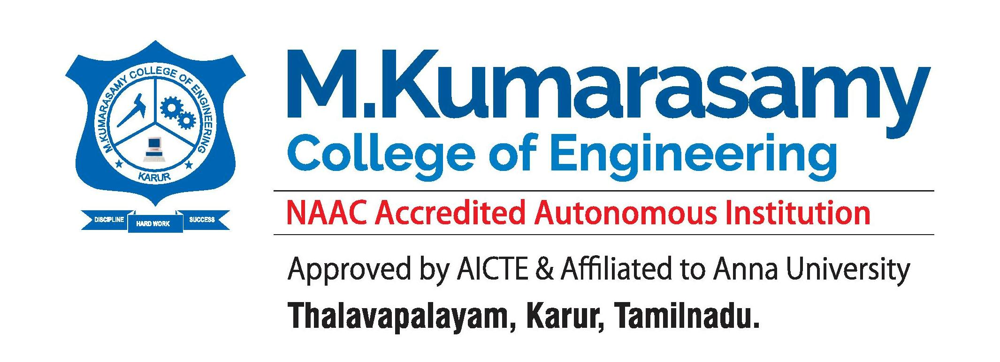 M.KUMARASAMY COLLEGE OF ENGINEERING
KARUR
DISCIPLINE
HARD WORK
SUCCESS
M.Kumarasamy
College of Engineering
NAAC Accredited Autonomous Institution
Approved by AICTE & Affiliated to Anna University
Thalavapalayam, Karur, Tamilnadu.